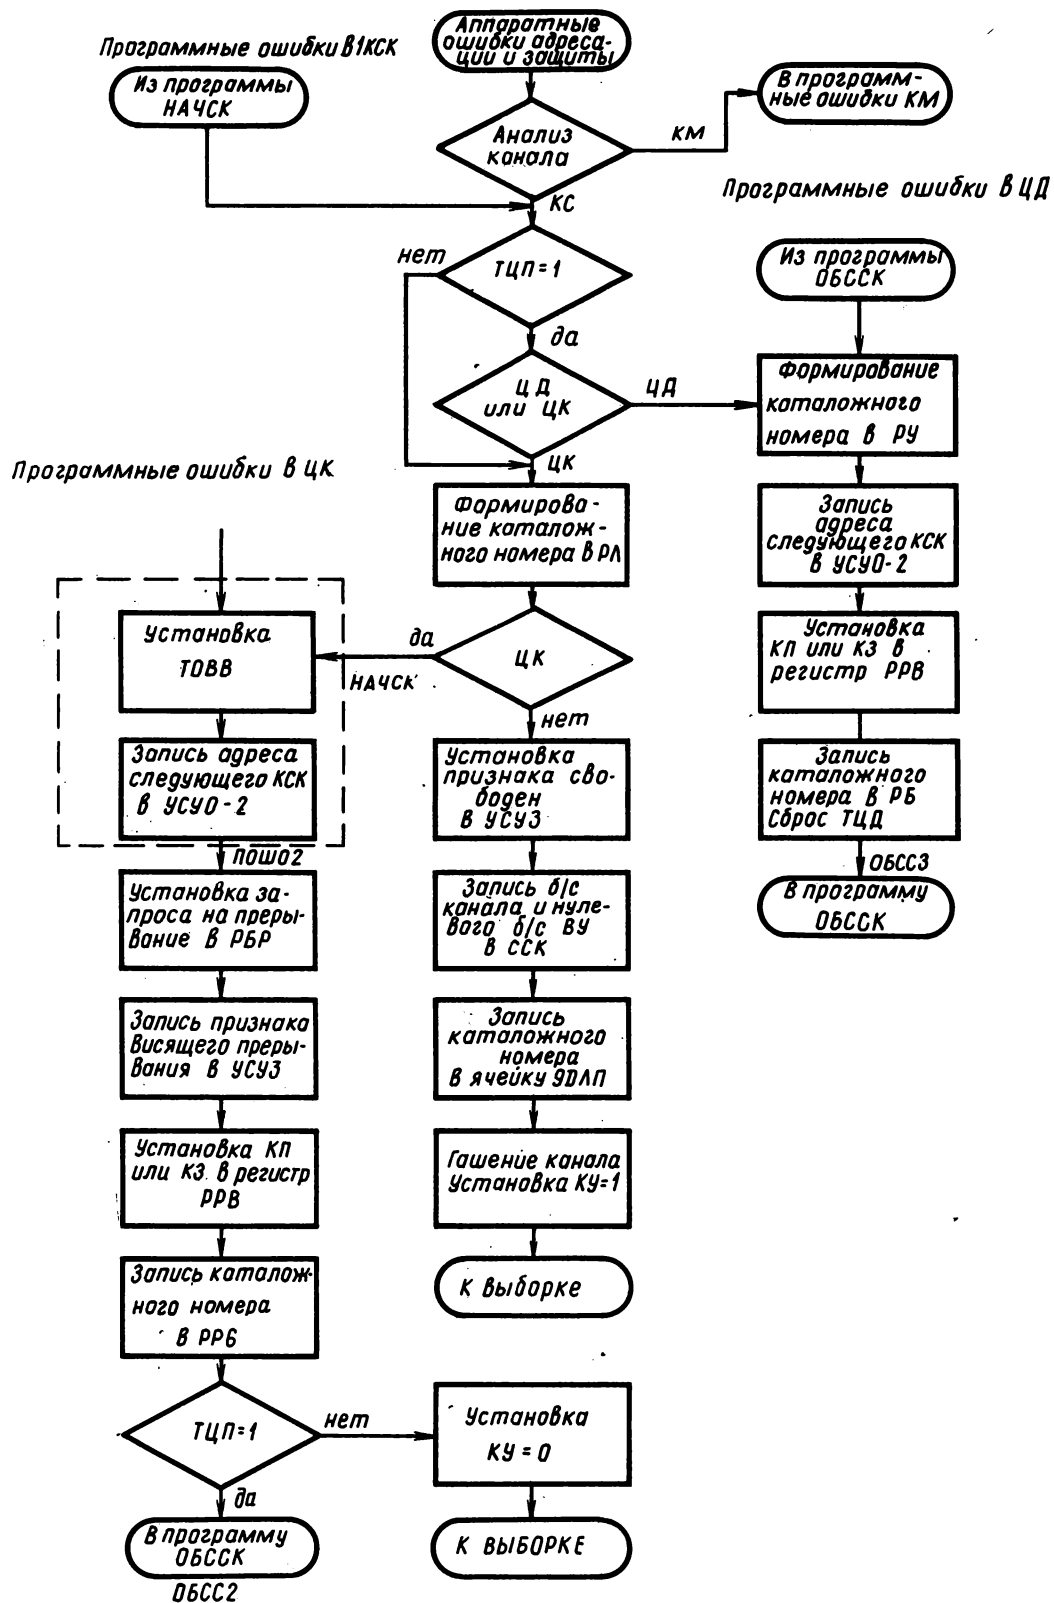 Программные ошибки в 1КСК
Из программы
НАЧСК
Аппаратные
ошибки адреса-
ции и защиты
В программ-
ные ошибки КМ
Анализ
канала
КМ
КС
Программные ошибки в ЦД
нет
ТЦП=1
да
Из программы
ОБССК
ЦД
или ЦК
ЦД
ЦК
Формирование
каталожного
номера в РУ
Программные ошибки в ЦК
Формирова-
ние каталож-
ного номера в РЛ
Запись
адреса
следующего КСК
в УСУО-2
Установка
ТОВВ
да
НАЧСК
ЦК
нет
Установка
КП или КЗ в
регистр РРВ
Запись адреса
следующего КСК
в УСУО-2
ПОШО2
Установка
признака сво-
боден
в УСУЗ
Запись
каталожного
номера в РБ
Сброс ТЦД
ОБСС3
В программу
ОБССК
Установка за-
проса на преры-
вание в РБР
Запись б/с
канала и нуле-
вого б/с ВУ
в ССК
Запись признака
висящего преры-
вания в УСУЗ
Запись
каталожного
номера
в ячейку ЭДЛП
Установка КП
или КЗ в регистр
РРВ
Гашение канала
Установка КУ=1
К выборке
Запись каталож-
ного номера
в РРБ
ТЦП=1
нет
да
Установка
КУ = 0
В программу
ОБССК
ОБСС2
К ВЫБОРКЕ